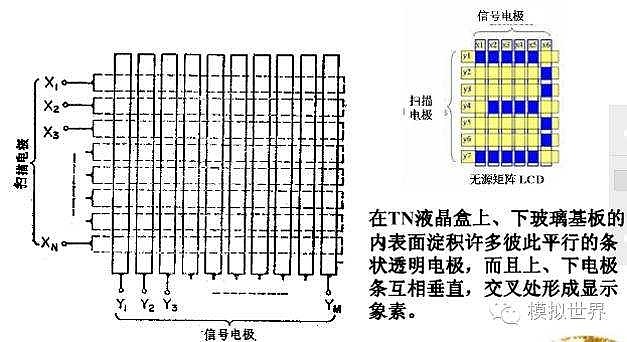 扫描电极
X1
X2
X3
XN
Y1 Y2 Y3 YM
信号电极
信号电极
x1 x2 x3 x4 x5 x6
扫描
电极
y1
y2
y3
y4
y5
y6
y7
无源矩阵 LCD
在TN液晶盒上、下玻璃基板的
内表面淀积许多彼此平行的条
状透明电极，而且上、下电极
条互相垂直，交叉处形成显示
象素。
模拟世界